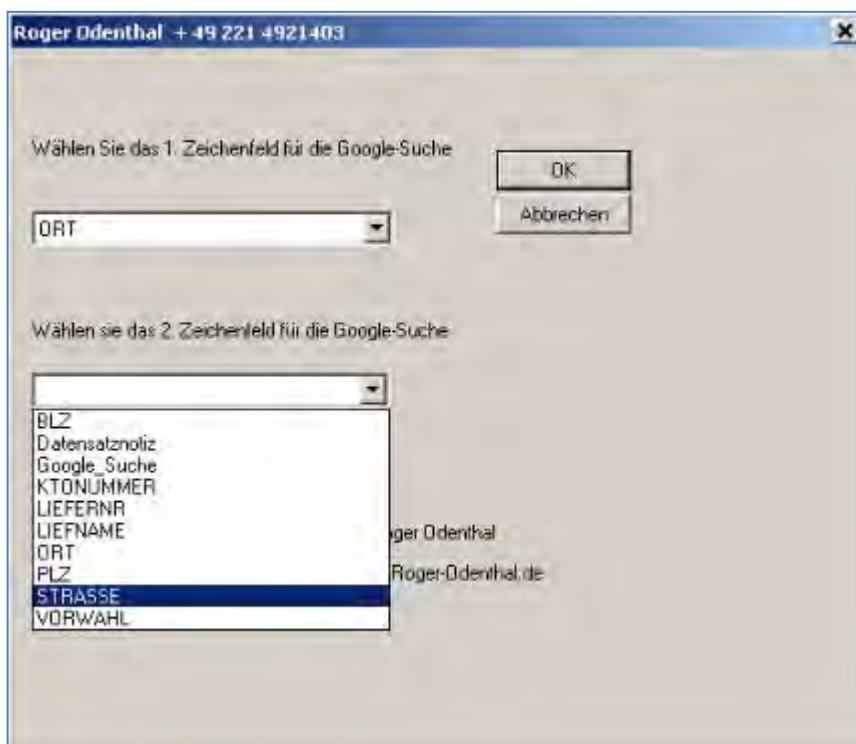 Roger Odenthal + 49 221 4921403
Wählen Sie das 1. Zeichenfeld für die Google-Suche
OK
Abbrechen
ORT
Wählen sie das 2. Zeichenfeld für die Google-Suche
BLZ
Datensatznotiz
Google_Suche
KTONUMMER
LIEFERNR
LIEFNAME
ger Odenthal
ORT
PLZ
Roger-Odenthal.de
STRASSE
VORWAHL